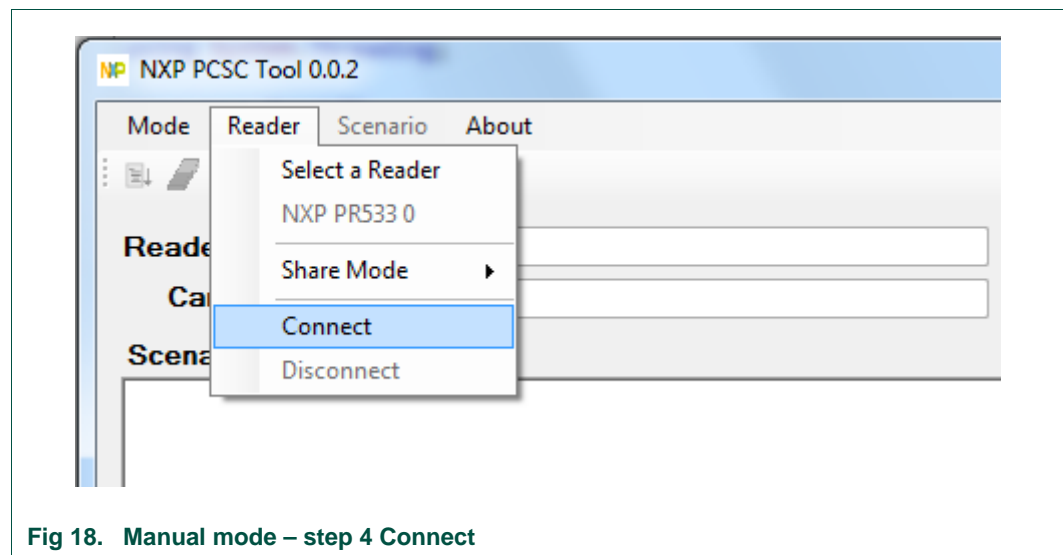 NXP PCSC Tool 0.0.2
Mode Reader Scenario About
Select a Reader
NXP PR533 0
Share Mode
Connect
Disconnect
Fig 18. Manual mode – step 4 Connect